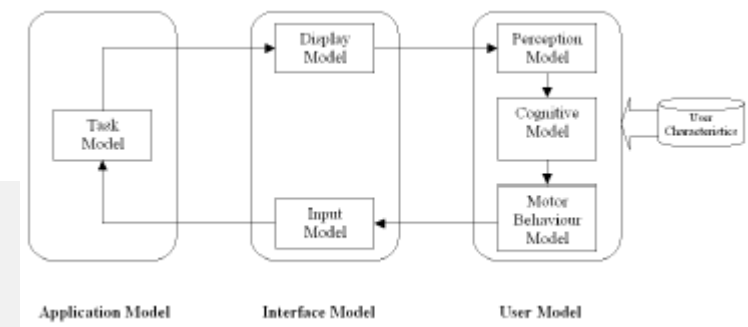 Display
Model
Perception
Model
Task
Model
Cognitive
Model
User
Characteristics
Input
Model
Motor
Behaviour
Model
Application Model
Interface Model
User Model